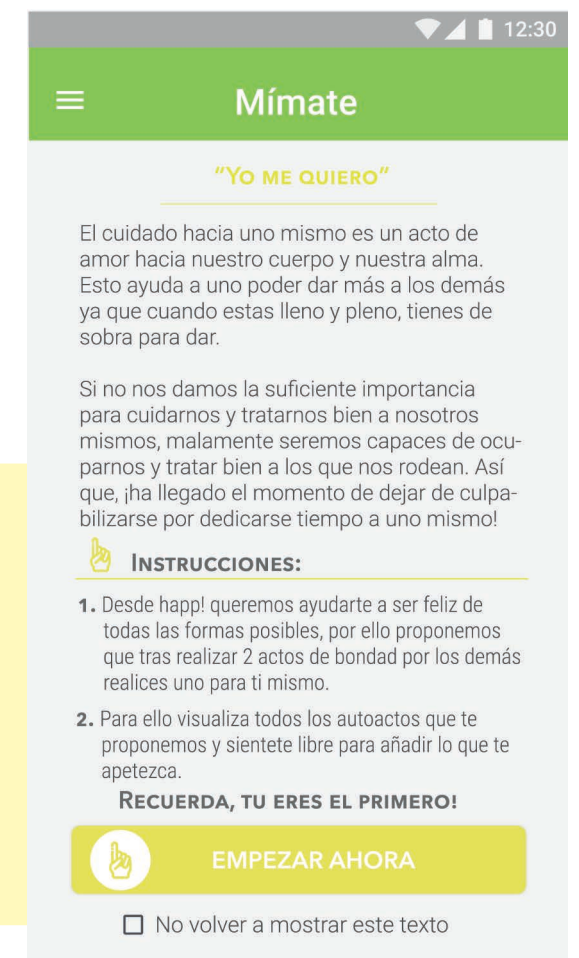 12:30
Mímate
“Yo me quiero”
El cuidado hacia uno mismo es un acto de
amor hacia nuestro cuerpo y nuestra alma.
Esto ayuda a uno poder dar más a los demás
ya que cuando estas lleno y pleno, tienes de
sobra para dar.
Si no nos damos la suficiente importancia
para cuidarnos y tratarnos bien a nosotros
mismos, malamente seremos capaces de ocu-
parnos y tratar bien a los que nos rodean. Así
que, ¡ha llegado el momento de dejar de culpa-
bilizarse por dedicarse tiempo a uno mismo!
Instrucciones:
1. Desde happ! queremos ayudarte a ser feliz de
todas las formas posibles, por ello proponemos
que tras realizar 2 actos de bondad por los demás
realices uno para ti mismo.
2. Para ello visualiza todos los autoactos que te
proponemos y sientete libre para añadir lo que te
apetezca.
Recuerda, tu eres el primero!
EMPEZAR AHORA
No volver a mostrar este texto